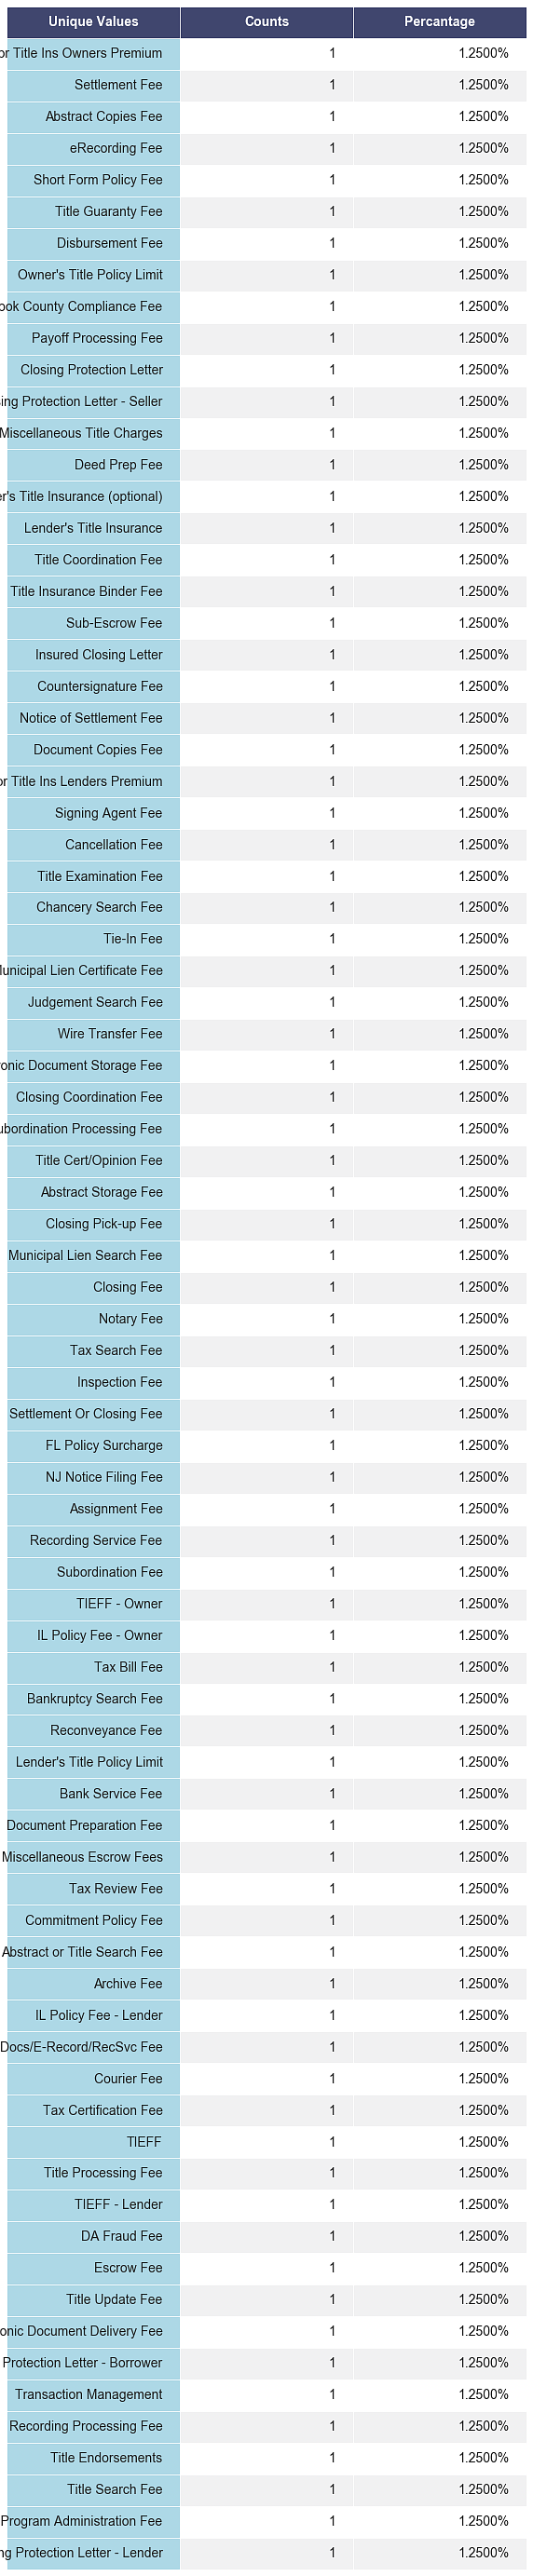 Unique Values Counts Percantage
or Title Ins Owners Premium 1 1.2500%
Settlement Fee 1 1.2500%
Abstract Copies Fee 1 1.2500%
eRecording Fee 1 1.2500%
Short Form Policy Fee 1 1.2500%
Title Guaranty Fee 1 1.2500%
Disbursement Fee 1 1.2500%
Owner's Title Policy Limit 1 1.2500%
ook County Compliance Fee 1 1.2500%
Payoff Processing Fee 1 1.2500%
Closing Protection Letter 1 1.2500%
ing Protection Letter - Seller 1 1.2500%
Miscellaneous Title Charges 1 1.2500%
Deed Prep Fee 1 1.2500%
er's Title Insurance (optional) 1 1.2500%
Lender's Title Insurance 1 1.2500%
Title Coordination Fee 1 1.2500%
Title Insurance Binder Fee 1 1.2500%
Sub-Escrow Fee 1 1.2500%
Insured Closing Letter 1 1.2500%
Countersignature Fee 1 1.2500%
Notice of Settlement Fee 1 1.2500%
Document Copies Fee 1 1.2500%
or Title Ins Lenders Premium 1 1.2500%
Signing Agent Fee 1 1.2500%
Cancellation Fee 1 1.2500%
Title Examination Fee 1 1.2500%
Chancery Search Fee 1 1.2500%
Tie-In Fee 1 1.2500%
Municipal Lien Certificate Fee 1 1.2500%
Judgement Search Fee 1 1.2500%
Wire Transfer Fee 1 1.2500%
ronic Document Storage Fee 1 1.2500%
Closing Coordination Fee 1 1.2500%
ubordination Processing Fee 1 1.2500%
Title Cert/Opinion Fee 1 1.2500%
Abstract Storage Fee 1 1.2500%
Closing Pick-up Fee 1 1.2500%
Municipal Lien Search Fee 1 1.2500%
Closing Fee 1 1.2500%
Notary Fee 1 1.2500%
Tax Search Fee 1 1.2500%
Inspection Fee 1 1.2500%
Settlement Or Closing Fee 1 1.2500%
FL Policy Surcharge 1 1.2500%
NJ Notice Filing Fee 1 1.2500%
Assignment Fee 1 1.2500%
Recording Service Fee 1 1.2500%
Subordination Fee 1 1.2500%
TIEFF - Owner 1 1.2500%
IL Policy Fee - Owner 1 1.2500%
Tax Bill Fee 1 1.2500%
Bankruptcy Search Fee 1 1.2500%
Reconveyance Fee 1 1.2500%
Lender's Title Policy Limit 1 1.2500%
Bank Service Fee 1 1.2500%
Document Preparation Fee 1 1.2500%
Miscellaneous Escrow Fees 1 1.2500%
Tax Review Fee 1 1.2500%
Commitment Policy Fee 1 1.2500%
Abstract or Title Search Fee 1 1.2500%
Archive Fee 1 1.2500%
IL Policy Fee - Lender 1 1.2500%
Docs/E-Record/RecSvc Fee 1 1.2500%
Courier Fee 1 1.2500%
Tax Certification Fee 1 1.2500%
TIEFF 1 1.2500%
Title Processing Fee 1 1.2500%
TIEFF - Lender 1 1.2500%
DA Fraud Fee 1 1.2500%
Escrow Fee 1 1.2500%
Title Update Fee 1 1.2500%
onic Document Delivery Fee 1 1.2500%
Protection Letter - Borrower 1 1.2500%
Transaction Management 1 1.2500%
Recording Processing Fee 1 1.2500%
Title Endorsements 1 1.2500%
Title Search Fee 1 1.2500%
Program Administration Fee 1 1.2500%
ng Protection Letter - Lender 1 1.2500%